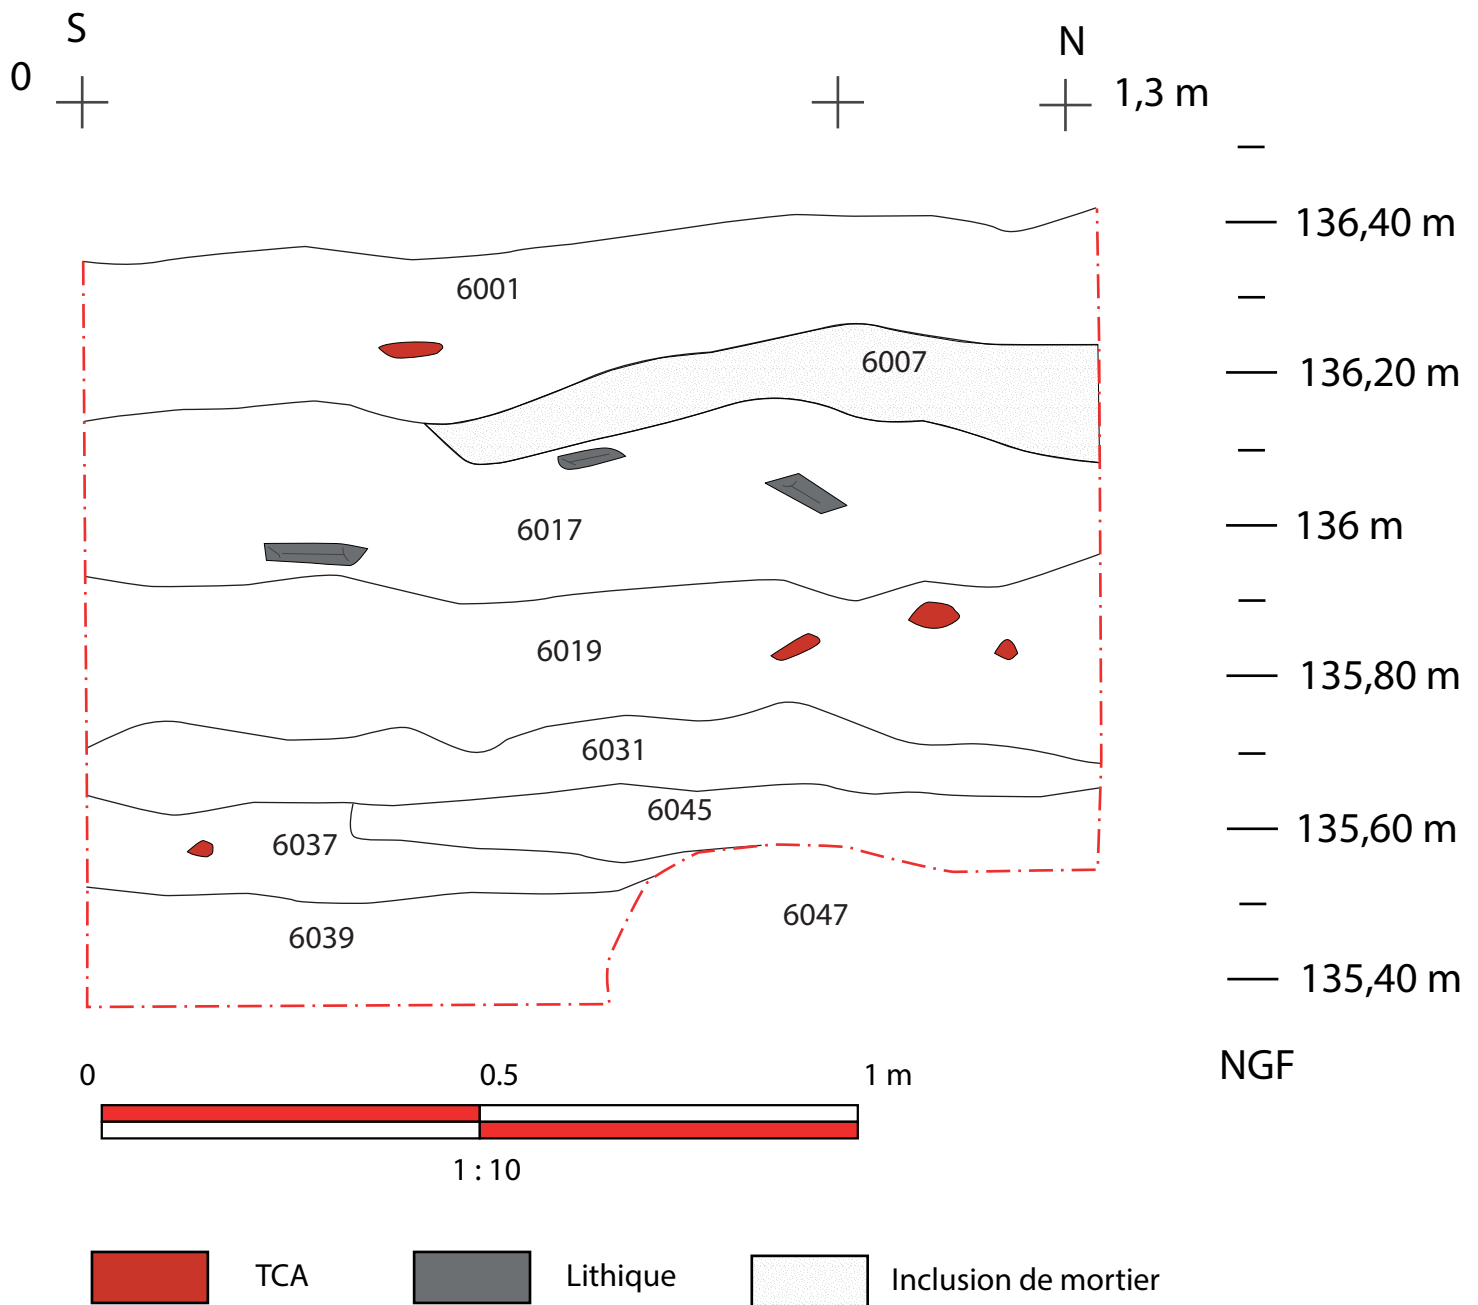 S
N
0
1,3 m
136,40 m
6001
6007
136,20 m
6017
136 m
6019
135,80 m
6031
6045
135,60 m
6037
6047
6039
135,40 m
NGF
0 0.5 1 m
1 : 10
TCA Lithique Inclusion de mortier